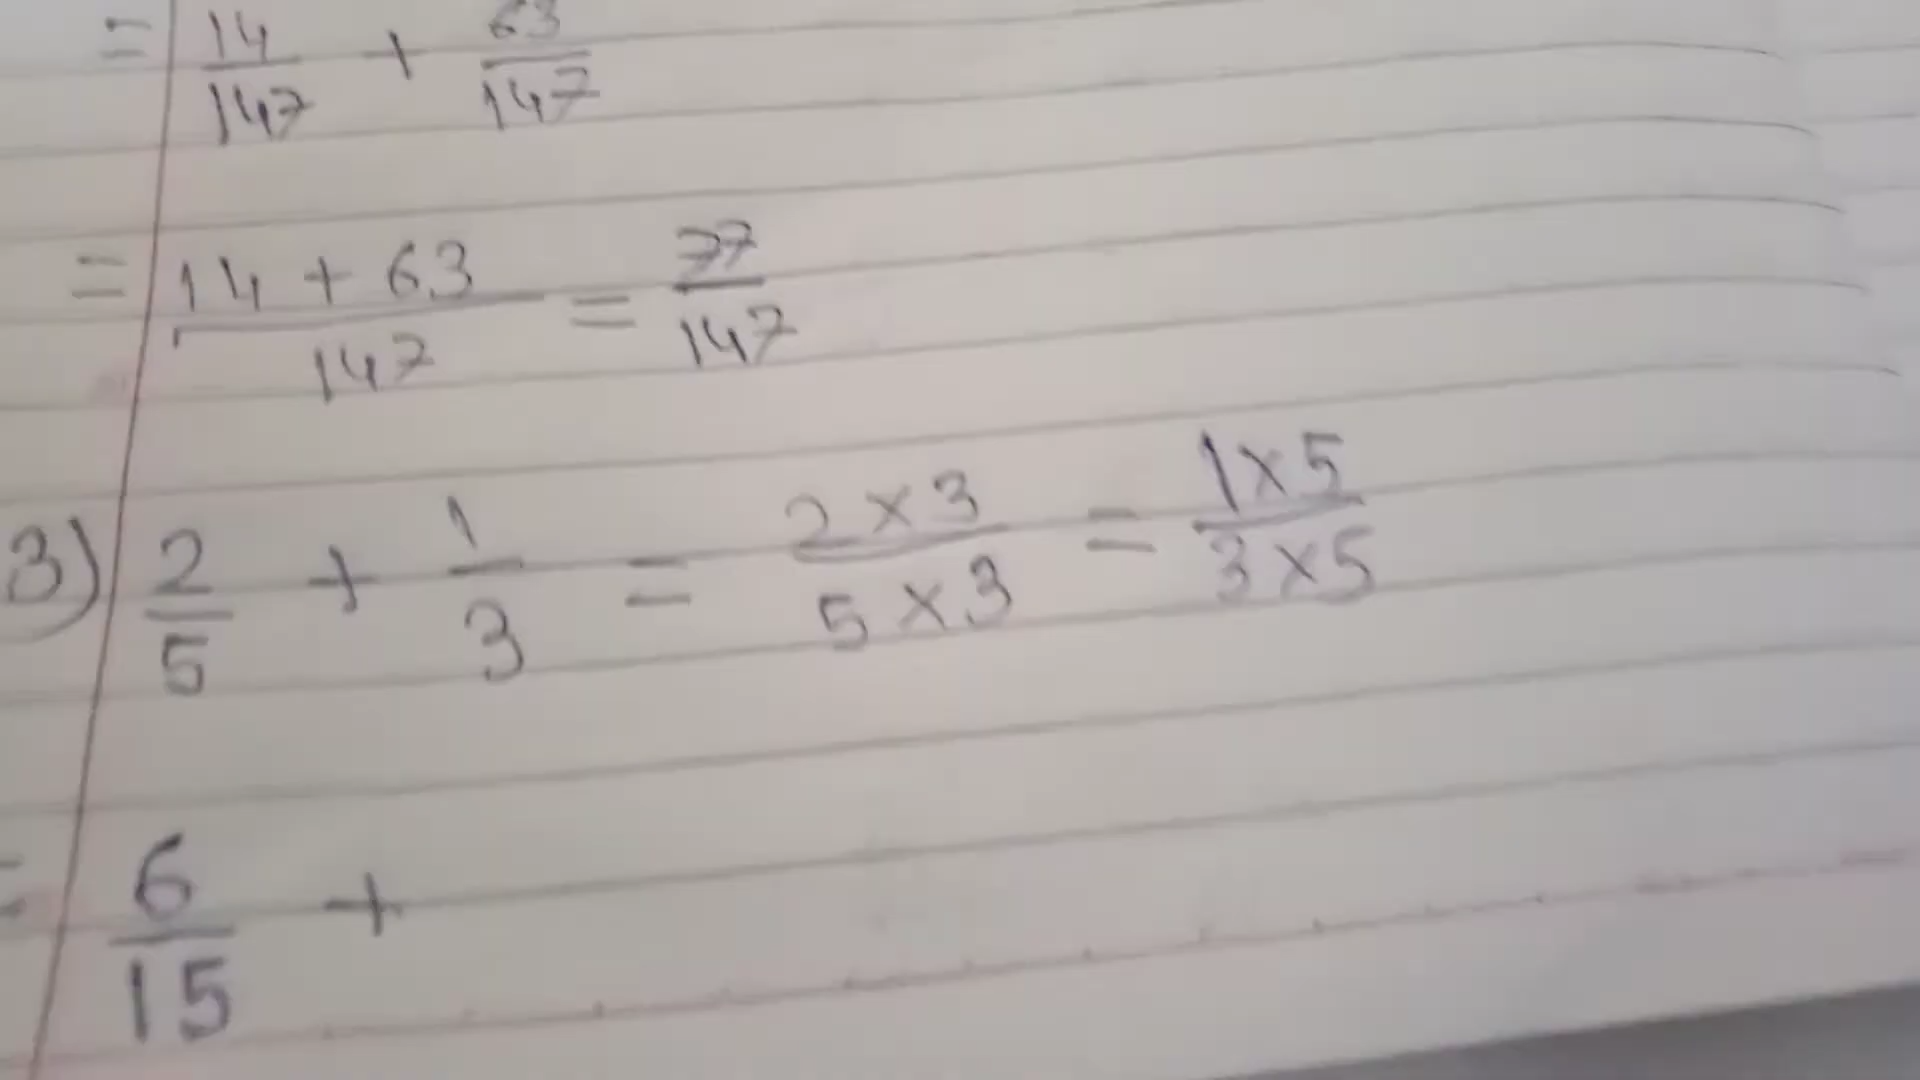 = 14/147 + 63/147
= 14 + 63/147 = 77/147
3) 2/5 + 1/3 = 2 × 3/5 × 3 = 1 × 5/3 × 5
= 6/15 +